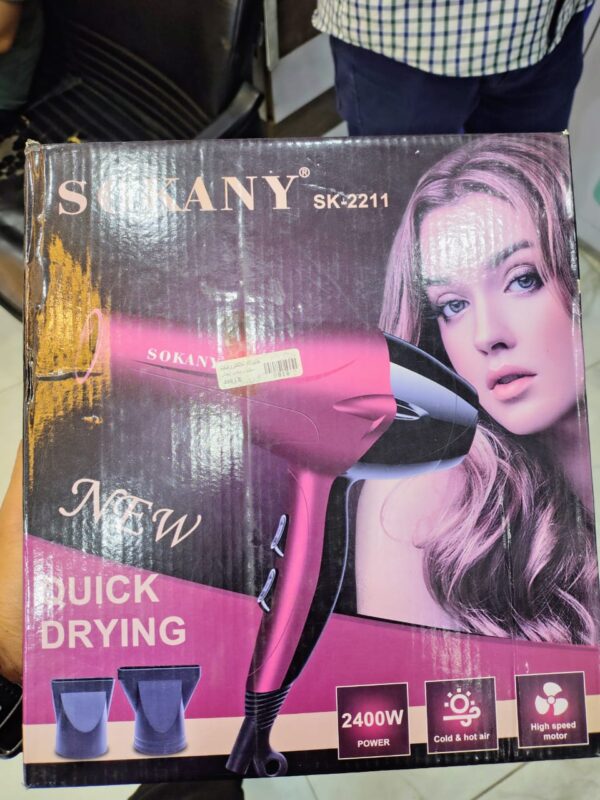 SOKANY® SK-2211
SOKANY
NEW
QUICK
DRYING
2400W
POWER
Cold & hot air
High speed
motor